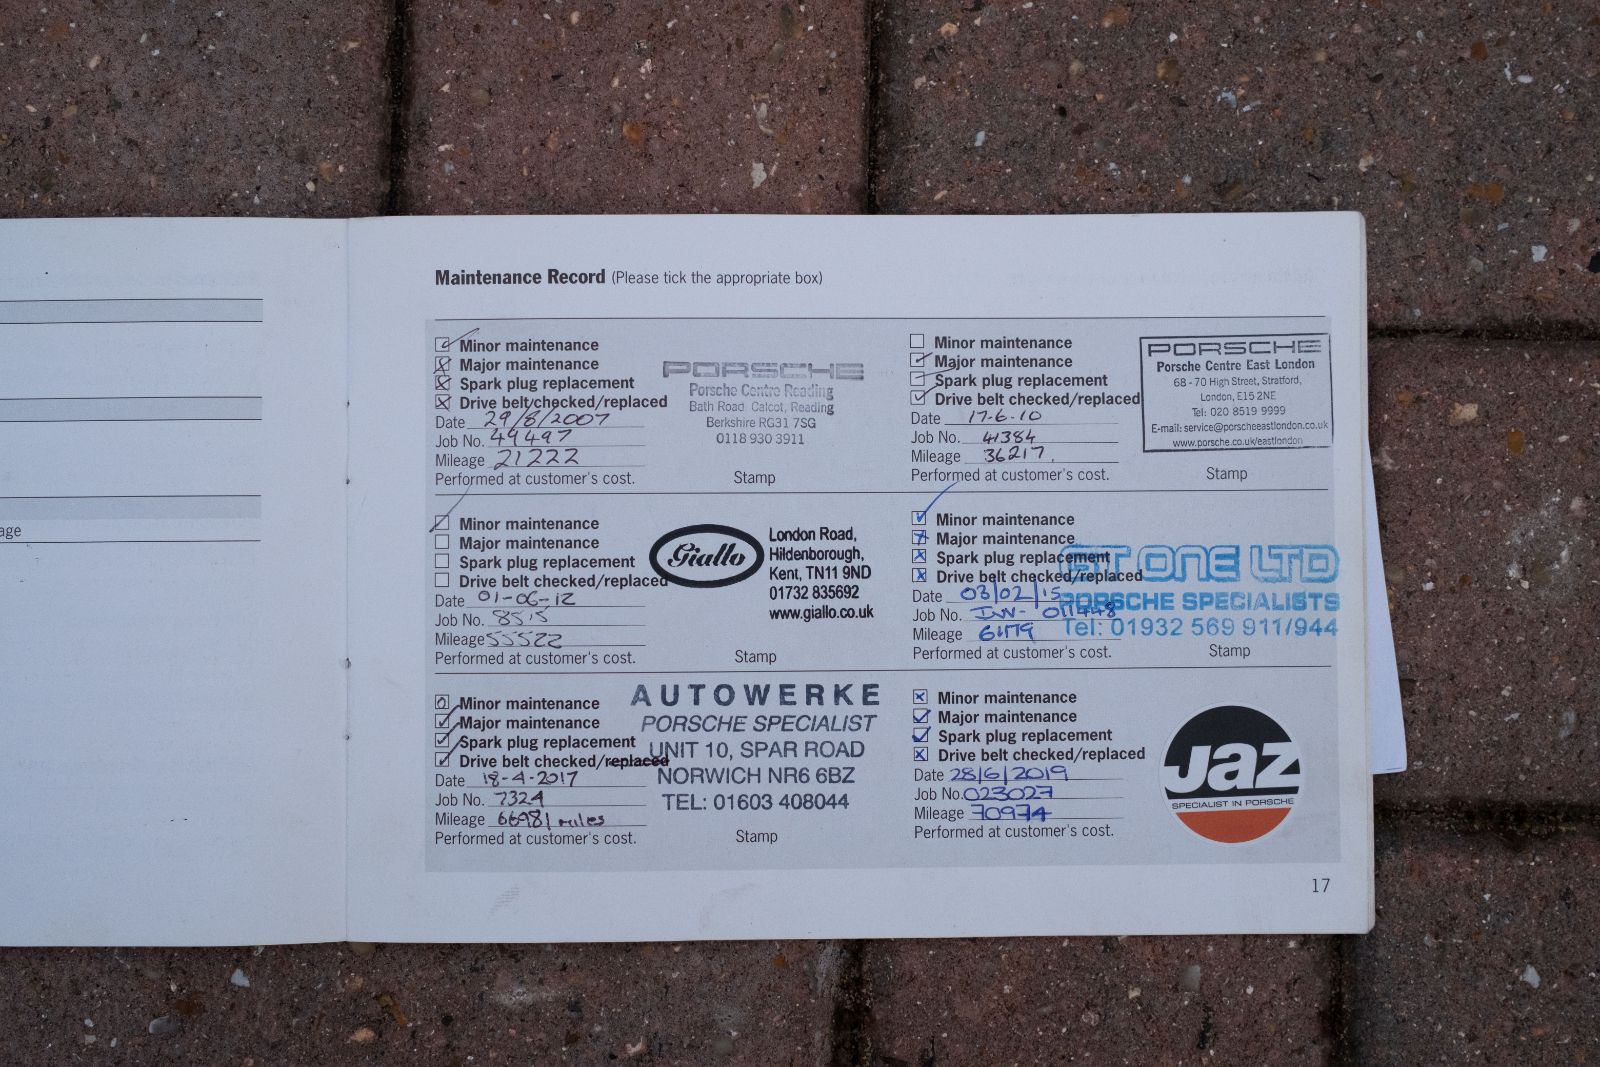 age
Maintenance Record (Please tick the appropriate box)
Minor maintenance
Major maintenance
Spark plug replacement
Drive belt checked/replaced
Date 29/8/2007
Job No. 49497
Mileage 21222
Performed at customer's cost.
PORSCHE
Porsche Centre Reading
Bath Road Calcot, Reading
Berkshire RG31 7SG
0118 930 3911
Stamp
Minor maintenance
Major maintenance
Spark plug replacement
Drive belt checked/replaced
Date 17-6-10
Job No. 41384
Mileage 36217.
Performed at customer's cost.
PORSCHE
Porsche Centre East London
68 - 70 High Street, Stratford,
London, E15 2NE
Tel: 020 8519 9999
E-mail: service@porscheeastlondon.co.uk
www.porsche.co.uk/eastlondon
Stamp
Minor maintenance
Major maintenance
Spark plug replacement
Drive belt checked/replaced
Date 01-06-12
Job No. 8515
Mileage 55522
Performed at customer's cost.
Giallo
London Road,
Hildenborough,
Kent, TN11 9ND
01732 835692
www.giallo.co.uk
Stamp
Minor maintenance
Major maintenance
Spark plug replacement
Drive belt checked/replaced
Date 03/02/15
Job No. INV- 011448
Mileage
Performed at customer's cost.
GT ONE LTD
PORSCHE SPECIALISTS
Tel: 01932 569 911/944
Stamp
Minor maintenance
Major maintenance
Spark plug replacement
Drive belt checked/replaced
Date 18-4-2017
Job No. 7324
Mileage 66981 miles
Performed at customer's cost.
AUTOWERKE
PORSCHE SPECIALIST
UNIT 10, SPAR ROAD
NORWICH NR6 6BZ
TEL: 01603 408044
Stamp
Minor maintenance
Major maintenance
Spark plug replacement
Drive belt checked/replaced
Date 28/6/2019
Job No. 023027
Mileage 70974
Performed at customer's cost.
jaz
SPECIALIST IN PORSCHE
17